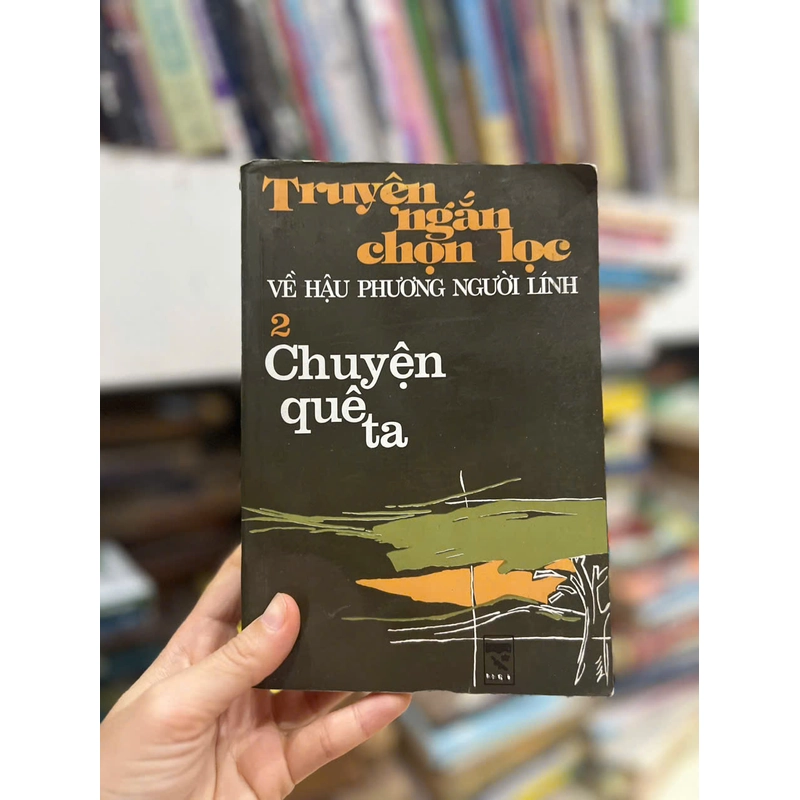 Truyện
ngắn
chọn lọc
VỀ HẬU PHƯƠNG NGƯỜI LÍNH
2
Chuyện
quê
ta